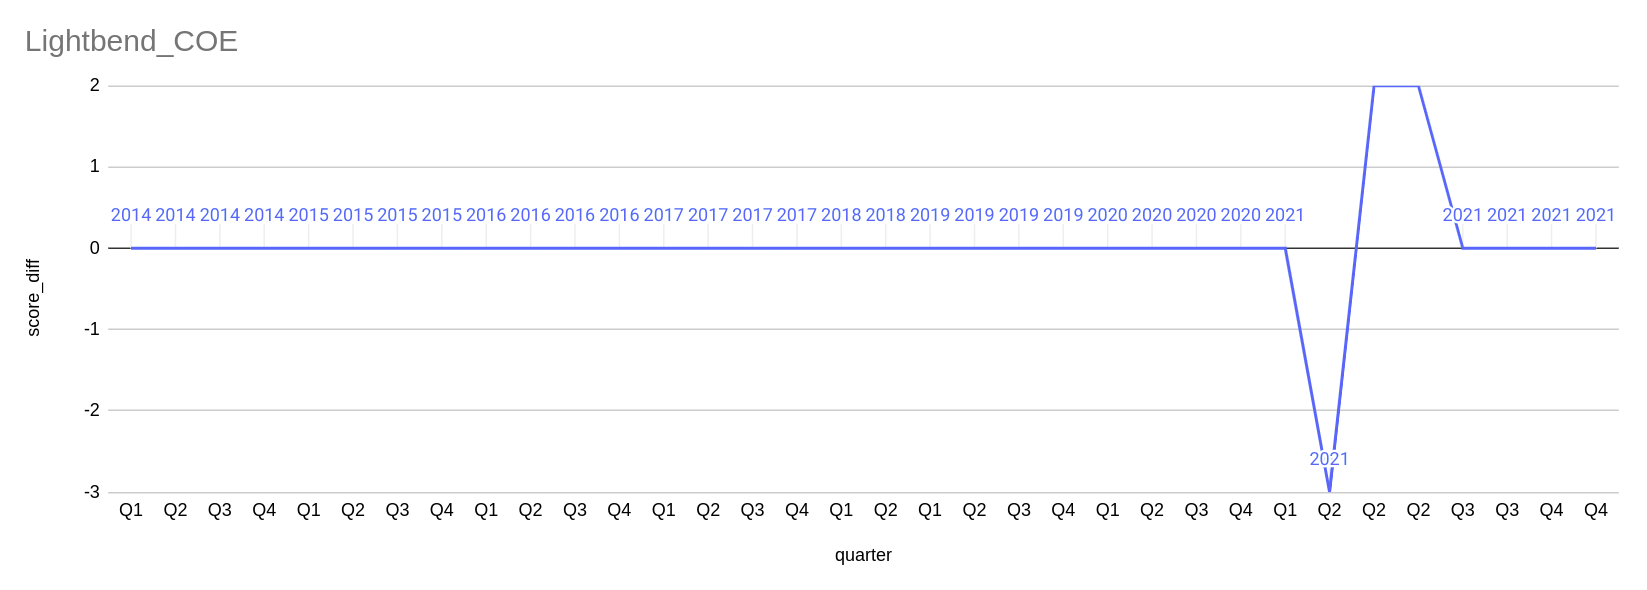 Lightbend_COE
2
1
2014 2014 2014 2014 2015 2015 2015 2015 2016 2016 2016 2016 2017 2017 2017 2017 2018 2018 2019 2019 2019 2019 2020 2020 2020 2020 2021 2021 2021 2021 2021
0
score_diff
-1
-2
2021
-3
Q1 Q2 Q3 Q4 Q1 Q2 Q3 Q4 Q1 Q2 Q3 Q4 Q1 Q2 Q3 Q4 Q1 Q2 Q1 Q2 Q3 Q4 Q1 Q2 Q3 Q4 Q1 Q2 Q2 Q2 Q3 Q3 Q4 Q4
quarter